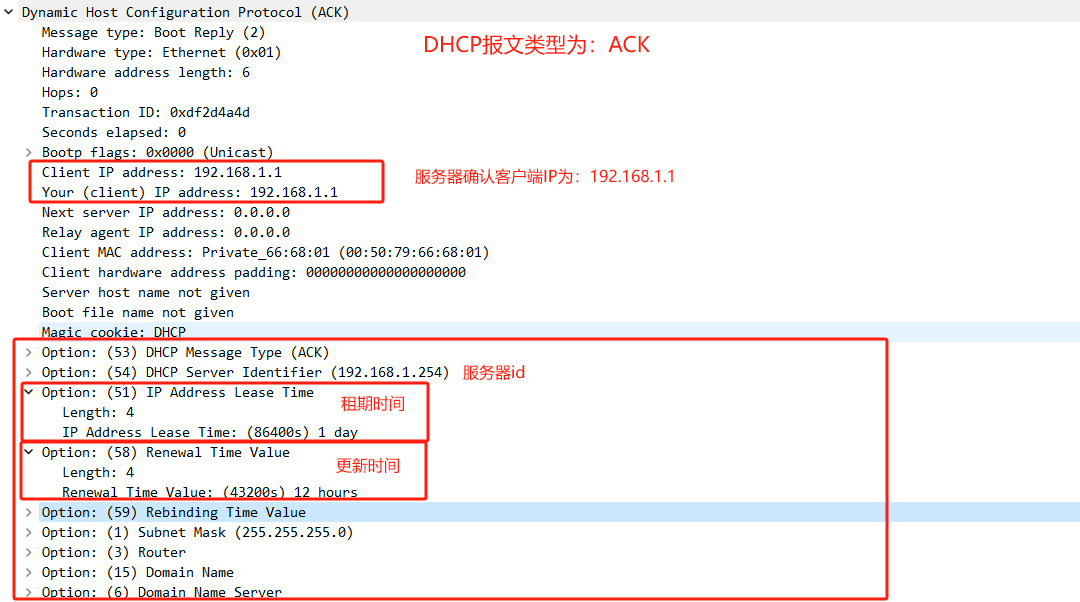 Dynamic Host Configuration Protocol (ACK)
Message type: Boot Reply (2)
DHCP报文类型为：ACK
Hardware type: Ethernet (0x01)
Hardware address length: 6
Hops: 0
Transaction ID: 0xdf2d4a4d
Seconds elapsed: 0
Bootp flags: 0x0000 (Unicast)
Client IP address: 192.168.1.1
服务器确认客户端IP为：192.168.1.1
Your (client) IP address: 192.168.1.1
Next server IP address: 0.0.0.0
Relay agent IP address: 0.0.0.0
Client MAC address: Private_66:68:01 (00:50:79:66:68:01)
Client hardware address padding: 00000000000000000000
Server host name not given
Boot file name not given
Magic cookie: DHCP
Option: (53) DHCP Message Type (ACK)
Option: (54) DHCP Server Identifier (192.168.1.254) 服务器id
Option: (51) IP Address Lease Time
租期时间
Length: 4
IP Address Lease Time: (86400s) 1 day
Option: (58) Renewal Time Value
更新时间
Length: 4
Renewal Time Value: (43200s) 12 hours
Option: (59) Rebinding Time Value
Option: (1) Subnet Mask (255.255.255.0)
Option: (3) Router
Option: (15) Domain Name
Option: (6) Domain Name Server